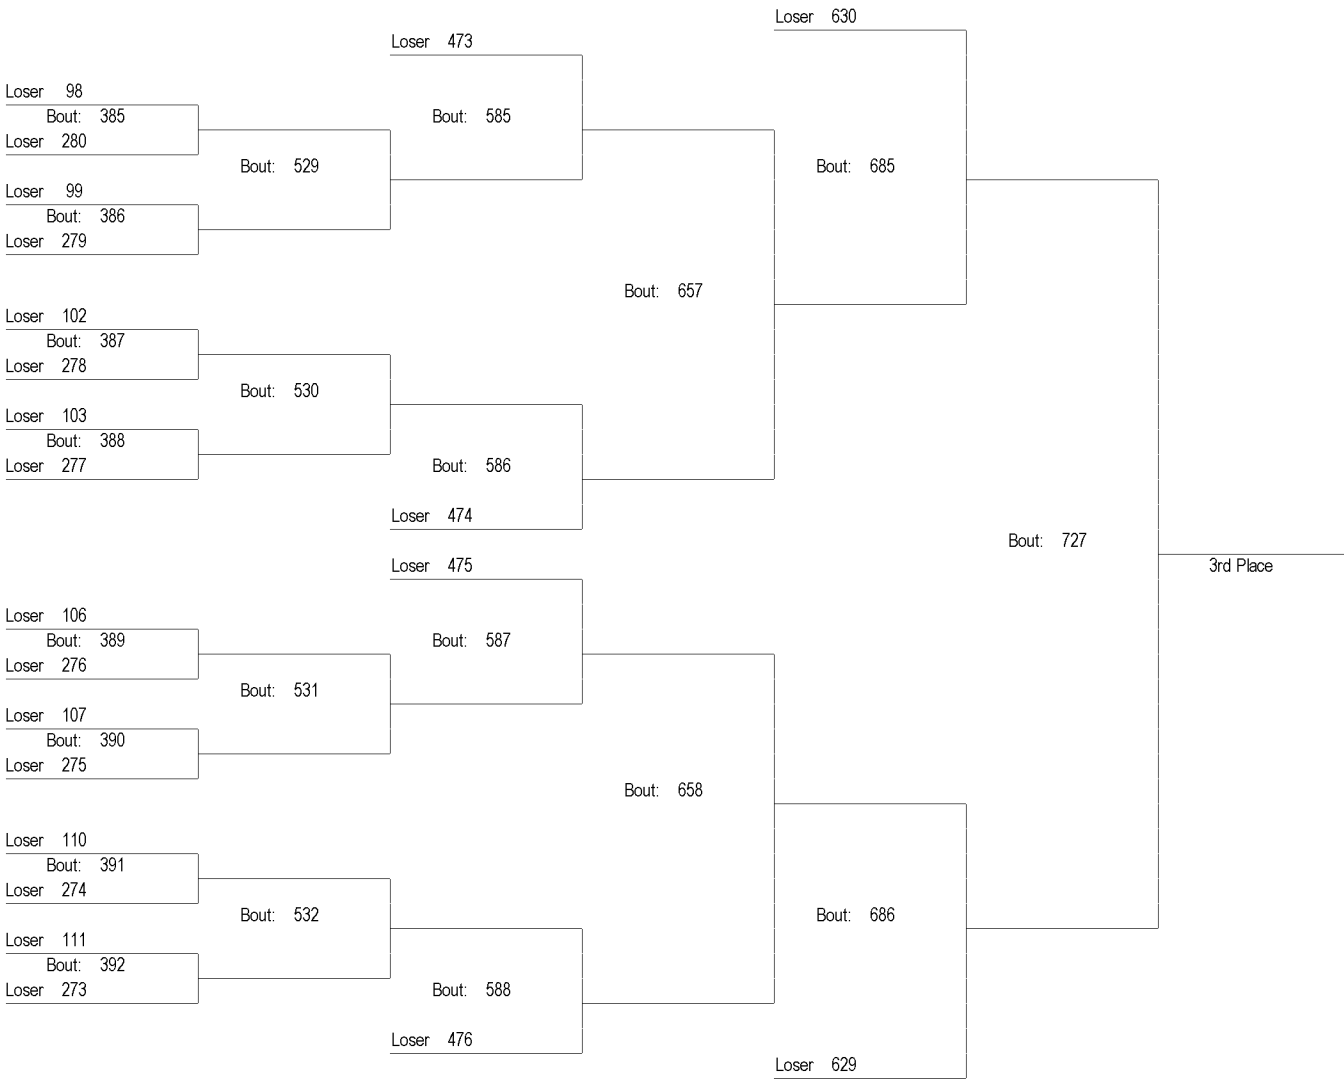 Loser 630
Loser 473
Loser 98
Bout: 385
Bout: 585
Loser 280
Bout: 529
Bout: 685
Loser 99
Bout: 386
Loser 279
Bout: 657
Loser 102
Bout: 387
Loser 278
Bout: 530
Loser 103
Bout: 388
Loser 277
Bout: 586
Loser 474
Bout: 727
Loser 475
3rd Place
Loser 106
Bout: 389
Bout: 587
Loser 276
Bout: 531
Loser 107
Bout: 390
Loser 275
Bout: 658
Loser 110
Bout: 391
Loser 274
Bout: 532
Bout: 686
Loser 111
Bout: 392
Loser 273
Bout: 588
Loser 476
Loser 629